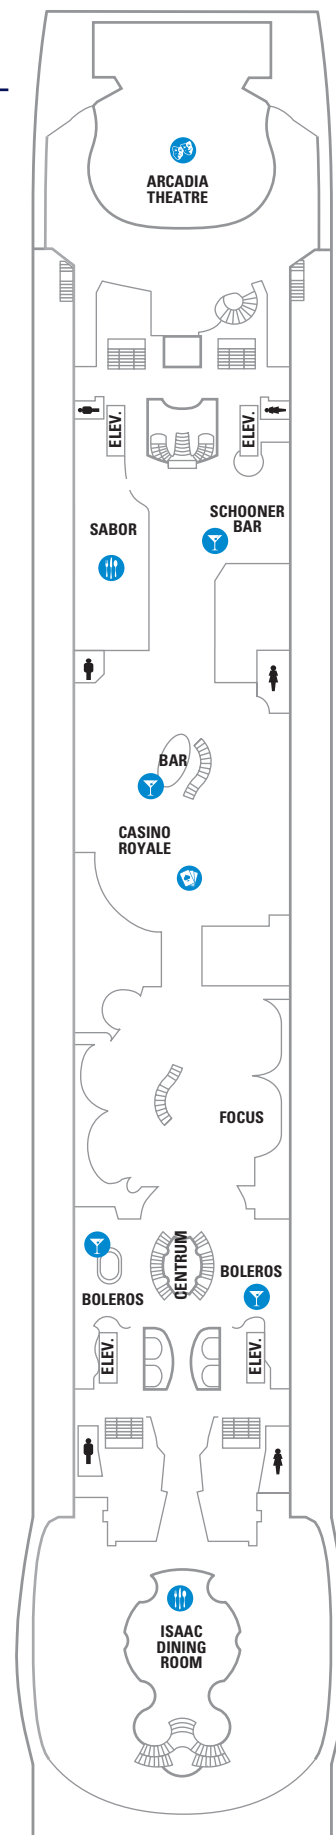 ARCADIA
THEATRE
ELEV.
ELEV.
SCHOONER
BAR
SABOR
BAR
CASINO
ROYALE
FOCUS
CENTRUM
BOLEROS
BOLEROS
ELEV.
ELEV.
ISAAC
DINING
ROOM